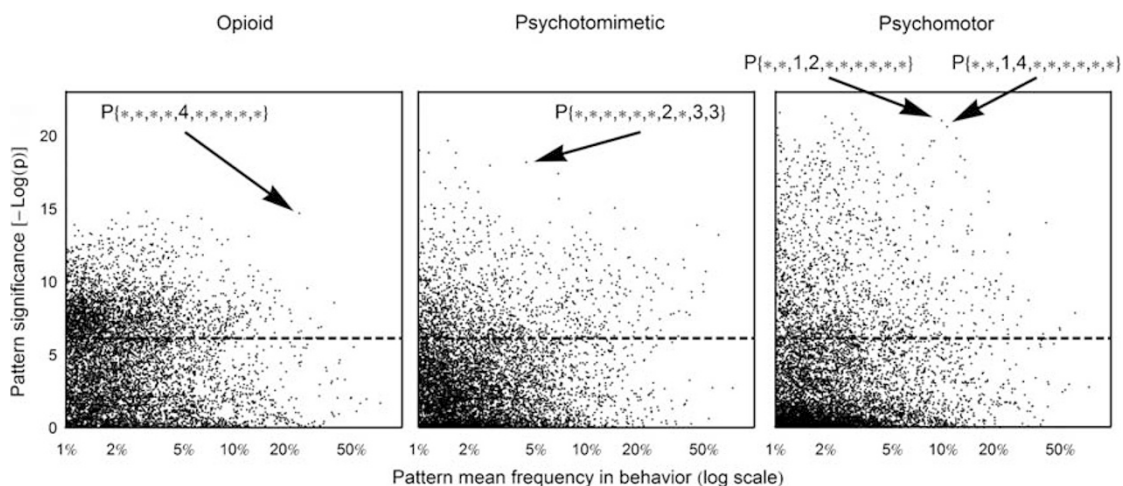 Opioid
Psychotomimetic
Psychomotor
P{*,*,1,2,*,*,*,*,*,*}
P{*,*,1,4,*,*,*,*,*,*}
P{*,*,*,*,4,*,*,*,*,*}
P{*,*,*,*,*,*,2,*,3,3}
Pattern significance [-Log(p)]
20
15
10
5
0
1% 2% 5% 10% 20% 50%
1% 2% 5% 10% 20% 50%
1% 2% 5% 10% 20% 50%
Pattern mean frequency in behavior (log scale)